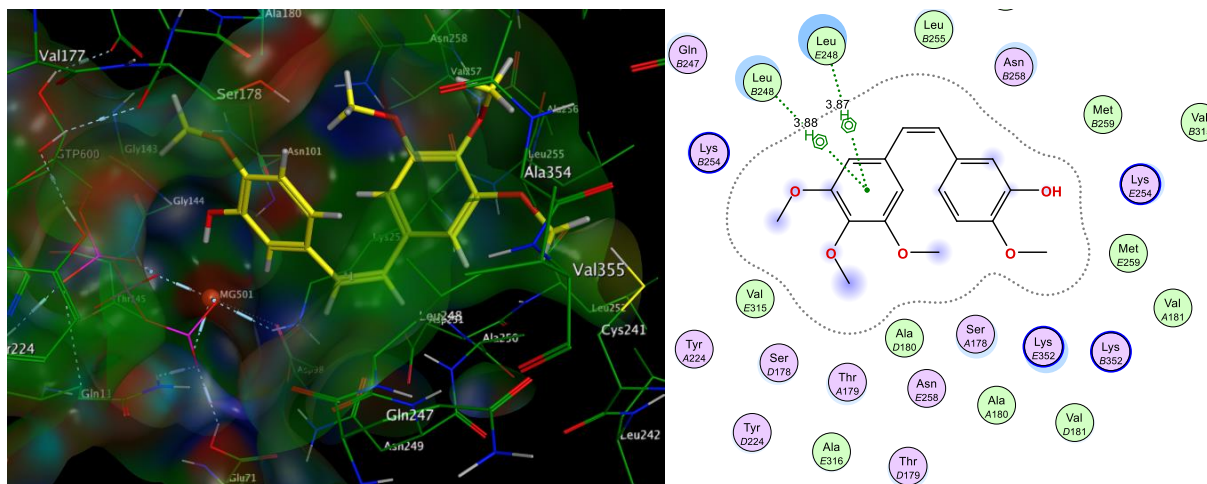 Ala180
Val177
Asn258
Val257
Ser178
GTP600
Gly143
Asn101
Leu255
Ala354
Gly144
MG501
Val355
Leu252
Leu248
Cys241
Ala250
Gln247
Asn249
Leu242
Glu71
Gln
B247
Leu
B248
Leu
E248
Leu
B255
Asn
B258
Met
B259
3.88
H
3.87
H
Lys
B254
Lys
E254
O
O
O
OH
O
Met
E259
Val
E315
Val
A181
Tyr
A224
Ser
D178
Thr
A179
Ala
D180
Ser
A178
Asn
E258
Lys
E352
Lys
B352
Ala
A180
Val
D181
Tyr
D224
Ala
E316
Thr
D179